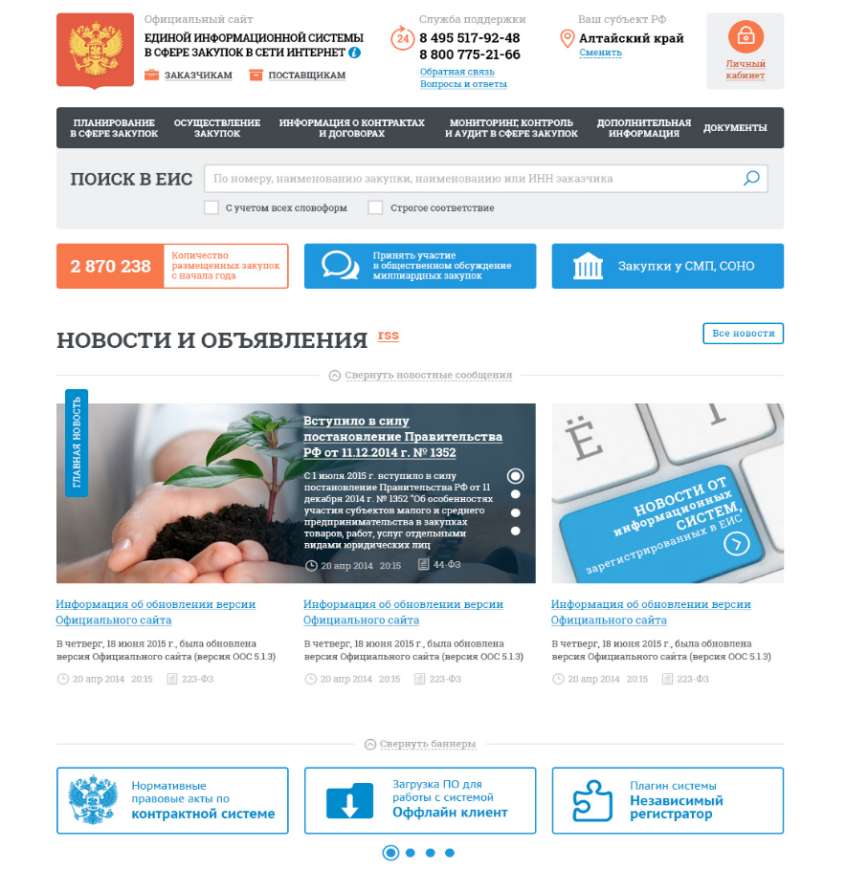 Официальный сайт
ЕДИНОЙ ИНФОРМАЦИОННОЙ СИСТЕМЫ
В СФЕРЕ ЗАКУПОК В СЕТИ ИНТЕРНЕТ
ЗАКАЗЧИКАМ
ПОСТАВЩИКАМ
24
Служба поддержки
8 495 517-92-48
8 800 775-21-66
Обратная связь
Вопросы и ответы
Ваш субъект РФ
Алтайский край
Сменить
Личный
кабинет
ПЛАНИРОВАНИЕ
В СФЕРЕ ЗАКУПОК
ОСУЩЕСТВЛЕНИЕ
ЗАКУПОК
ИНФОРМАЦИЯ О КОНТРАКТАХ
И ДОГОВОРАХ
МОНИТОРИНГ, КОНТРОЛЬ
И АУДИТ В СФЕРЕ ЗАКУПОК
ДОПОЛНИТЕЛЬНАЯ
ИНФОРМАЦИЯ
ДОКУМЕНТЫ
ПОИСК В ЕИС
По номеру, наименованию закупки, наименованию или ИНН заказчика
С учетом всех словоформ
Строгое соответствие
2 870 238
Количество
размещенных закупок
с начала года
Принять участие
в общественном обсуждение
миллиардных закупок
Закупки у СМП, СОНО
НОВОСТИ И ОБЪЯВЛЕНИЯ rss
Все новости
Свернуть новостные сообщения
ГЛАВНАЯ НОВОСТЬ
Вступило в силу
постановление Правительства
РФ от 11.12.2014 г. № 1352
С 1 июля 2015 г. вступило в силу
постановление Правительства РФ от 11
декабря 2014 г. № 1352 "Об особенностях
участия субъектов малого и среднего
предпринимательства в закупках
товаров, работ, услуг отдельными
видами юридических лиц
20 апр 2014 20:15 44-ФЗ
Ё
НОВОСТИ ОТ
информационных
СИСТЕМ,
зарегистрированных в ЕИС
Информация об обновлении версии
Официального сайта
В четверг, 18 июня 2015 г., была обновлена
версия Официального сайта (версия ООС 5.1.3)
20 апр 2014 20:15 223-ФЗ
Информация об обновлении версии
Официального сайта
В четверг, 18 июня 2015 г., была обновлена
версия Официального сайта (версия ООС 5.1.3)
20 апр 2014 20:15 223-ФЗ
Информация об обновлении версии
Официального сайта
В четверг, 18 июня 2015 г., была обновлена
версия Официального сайта (версия ООС 5.1.3)
20 апр 2014 20:15 223-ФЗ
Свернуть баннеры
Нормативные
правовые акты по
контрактной системе
Загрузка ПО для
работы с системой
Оффлайн клиент
Плагин системы
Независимый
регистратор